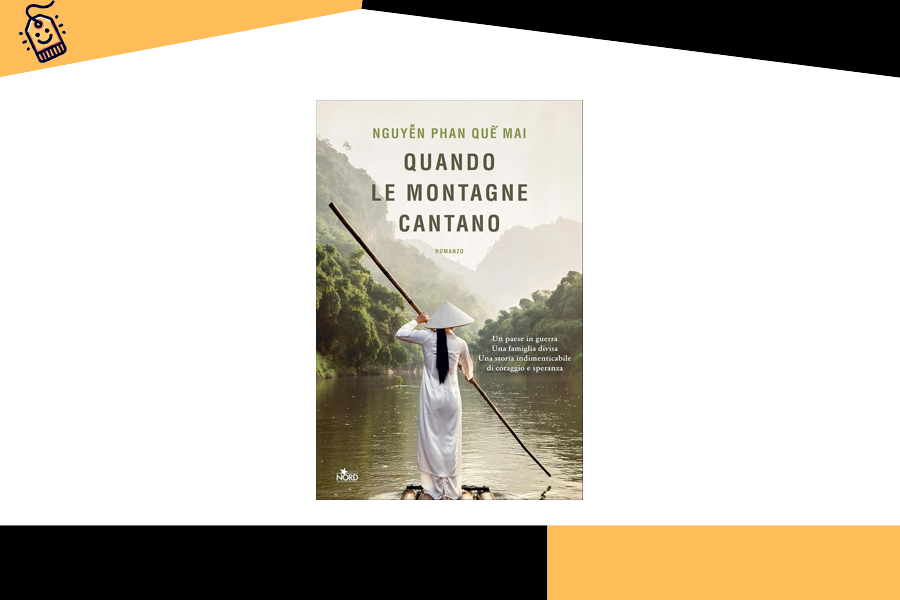 NGUYỄN PHAN QUẾ MAI
QUANDO
LE MONTAGNE
CANTANO
ROMANZO
Un paese in guerra
Una famiglia divisa
Una storia indimenticabile
di coraggio e speranza
NORD